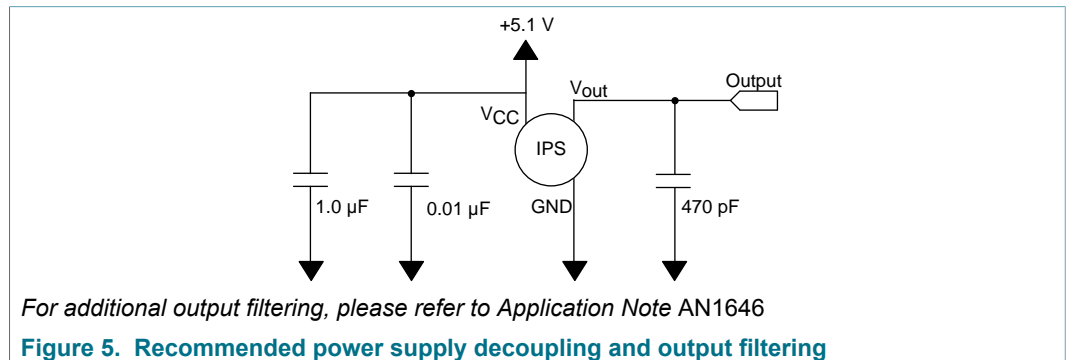 +5.1 V
Output
Vout
VCC
IPS
1.0 µF
0.01 µF
GND
470 pF
For additional output filtering, please refer to Application Note AN1646
Figure 5. Recommended power supply decoupling and output filtering